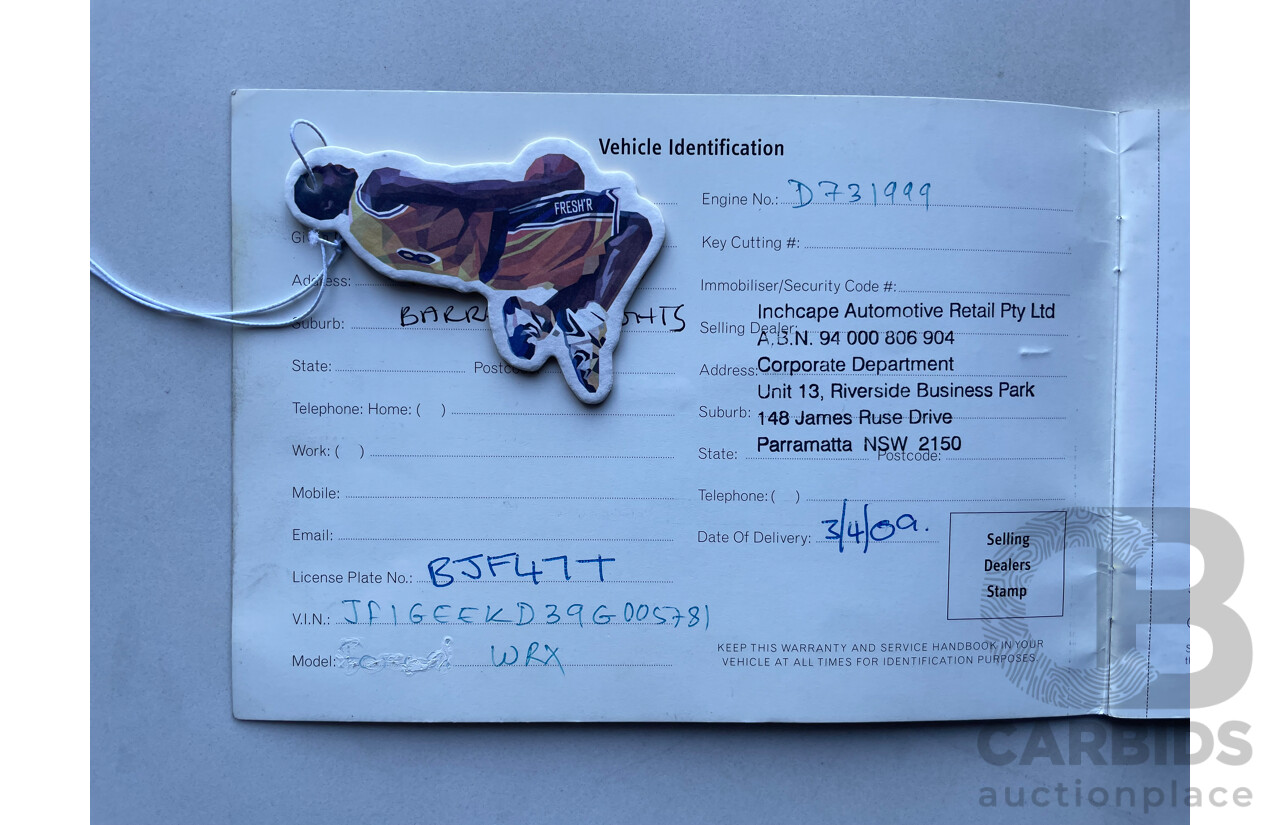 Vehicle Identification
FRESH'R
Suburb: BARR HTS
State: Postc
Telephone: Home: ( )
Work: ( )
Mobile:
Email:
License Plate No.: BJF47T
V.I.N.: JF1GEEKD39G005781
Model: WRX
Engine No.: D731999
Key Cutting #:
Immobiliser/Security Code #:
Inchcape Automotive Retail Pty Ltd
Selling Dealer:
A.B.N. 94 000 806 904
Address: Corporate Department
Unit 13, Riverside Business Park
Suburb: 148 James Ruse Drive
Parramatta NSW 2150
State: Postcode:
Telephone: ( )
Date Of Delivery: 3/4/09.
Selling
Dealers
Stamp
KEEP THIS WARRANTY AND SERVICE HANDBOOK IN YOUR
VEHICLE AT ALL TIMES FOR IDENTIFICATION PURPOSES.
CB
CARBIDS
auctionplace